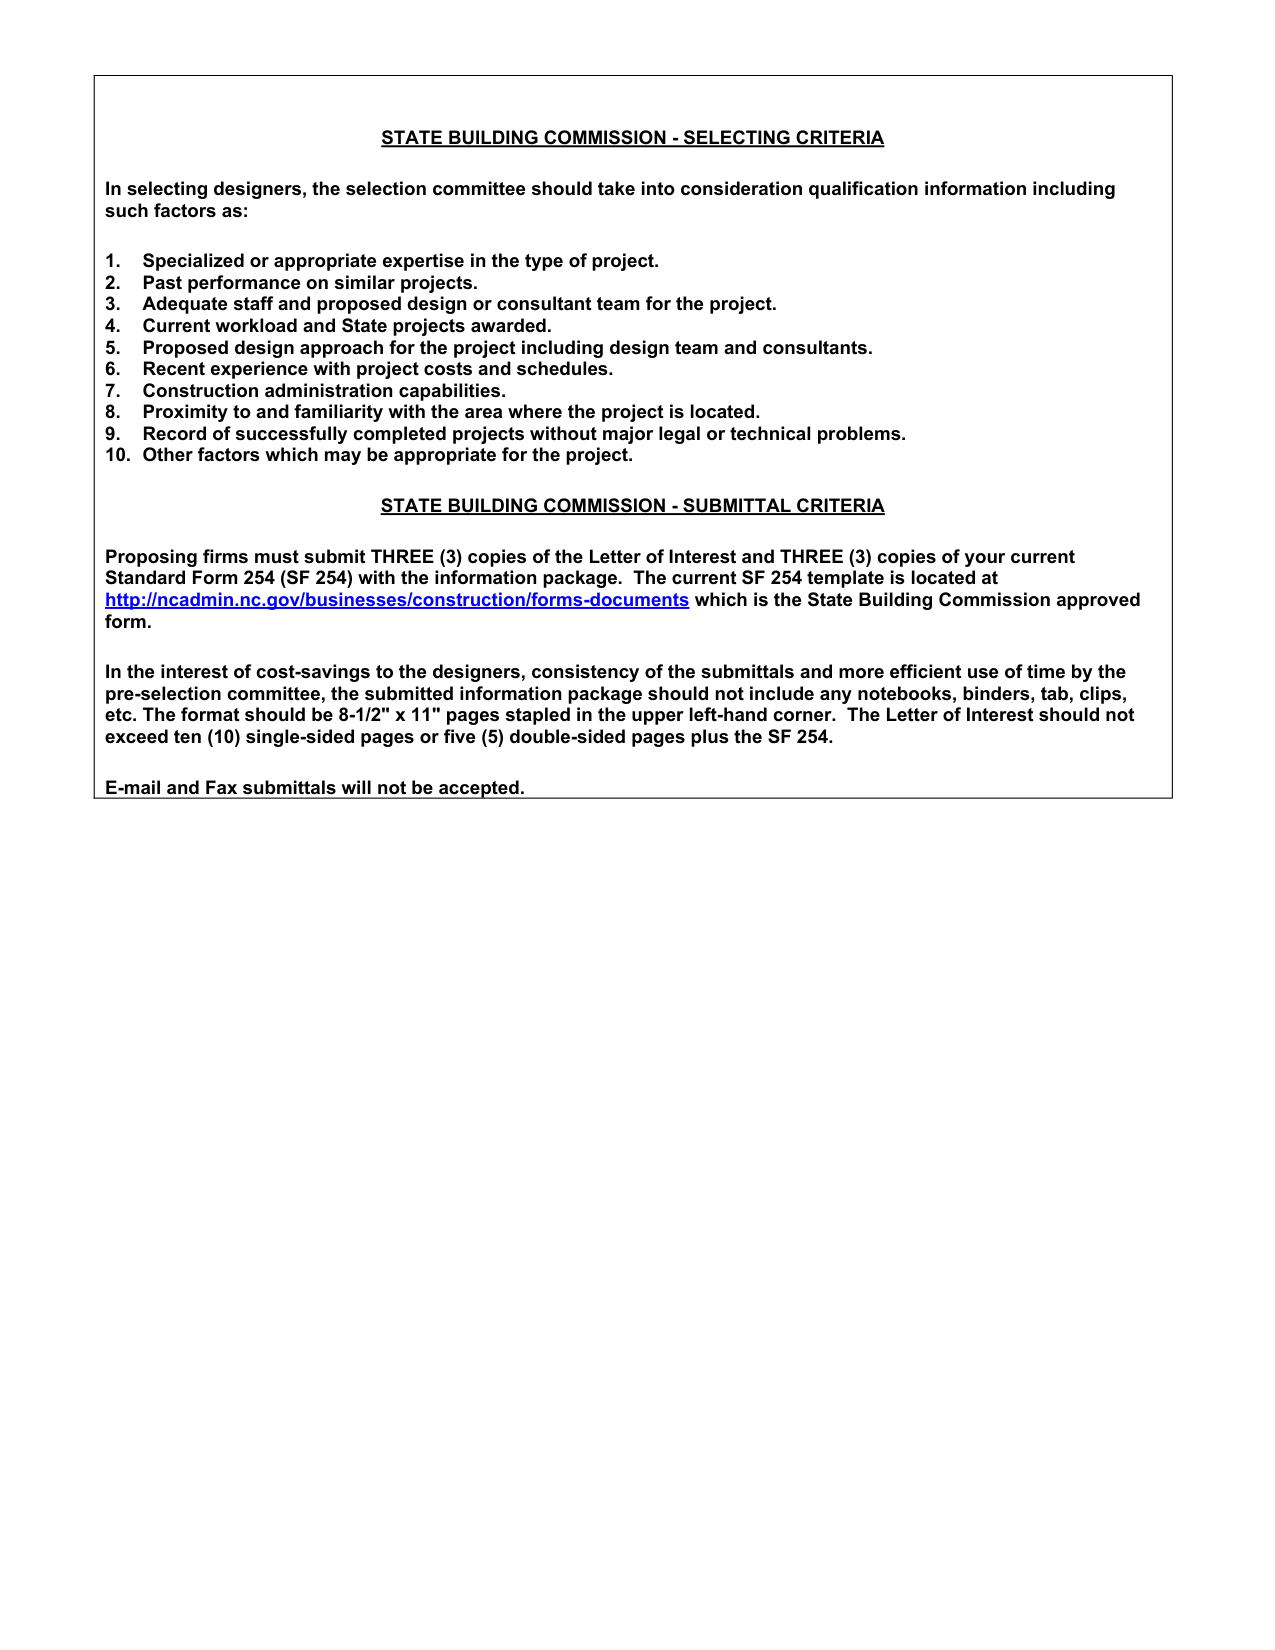 STATE BUILDING COMMISSION - SELECTING CRITERIA
In selecting designers, the selection committee should take into consideration qualification information including
such factors as:
1. Specialized or appropriate expertise in the type of project.
2. Past performance on similar projects.
3. Adequate staff and proposed design or consultant team for the project.
4. Current workload and State projects awarded.
5. Proposed design approach for the project including design team and consultants.
6. Recent experience with project costs and schedules.
7. Construction administration capabilities.
8. Proximity to and familiarity with the area where the project is located.
9. Record of successfully completed projects without major legal or technical problems.
10. Other factors which may be appropriate for the project.
STATE BUILDING COMMISSION - SUBMITTAL CRITERIA
Proposing firms must submit THREE (3) copies of the Letter of Interest and THREE (3) copies of your current
Standard Form 254 (SF 254) with the information package. The current SF 254 template is located at
http://ncadmin.nc.gov/businesses/construction/forms-documents which is the State Building Commission approved
form.
In the interest of cost-savings to the designers, consistency of the submittals and more efficient use of time by the
pre-selection committee, the submitted information package should not include any notebooks, binders, tab, clips,
etc. The format should be 8-1/2" x 11" pages stapled in the upper left-hand corner. The Letter of Interest should not
exceed ten (10) single-sided pages or five (5) double-sided pages plus the SF 254.
E-mail and Fax submittals will not be accepted.